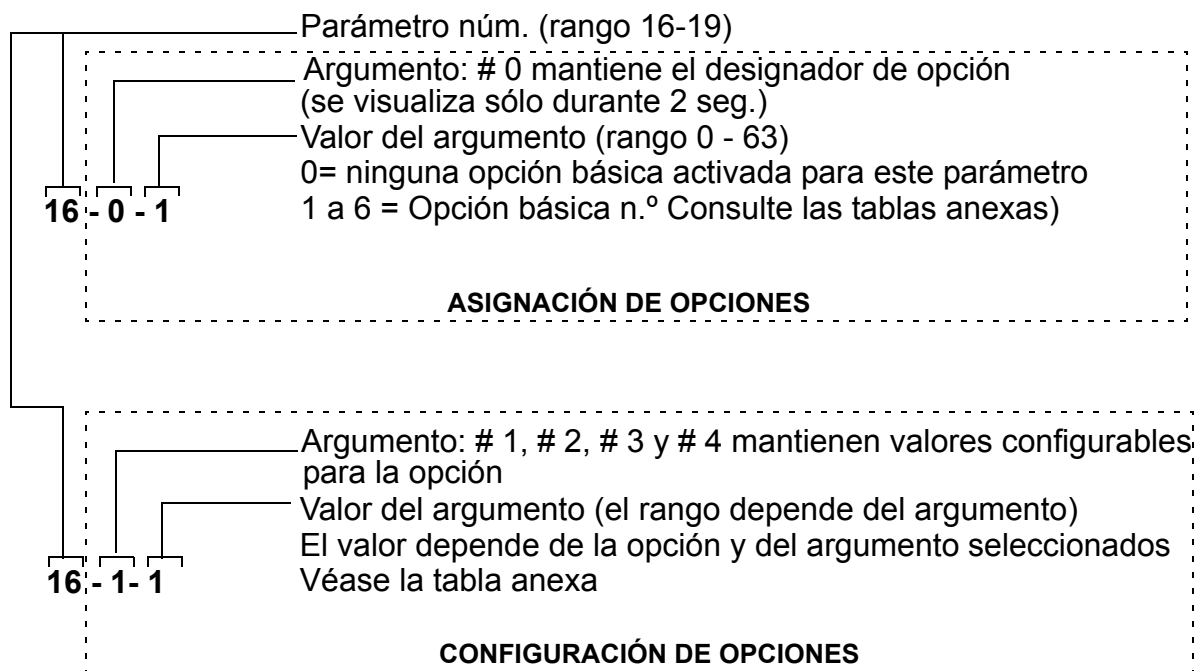 Parámetro núm. (rango 16-19)
Argumento: # 0 mantiene el designador de opción
(se visualiza sólo durante 2 seg.)
Valor del argumento (rango 0 - 63)
0= ninguna opción básica activada para este parámetro
16 - 0 - 1
1 a 6 = Opción básica n.º Consulte las tablas anexas)
ASIGNACIÓN DE OPCIONES
Argumento: # 1, # 2, # 3 y # 4 mantienen valores configurables
para la opción
Valor del argumento (el rango depende del argumento)
El valor depende de la opción y del argumento seleccionados
16 - 1- 1
Véase la tabla anexa
CONFIGURACIÓN DE OPCIONES